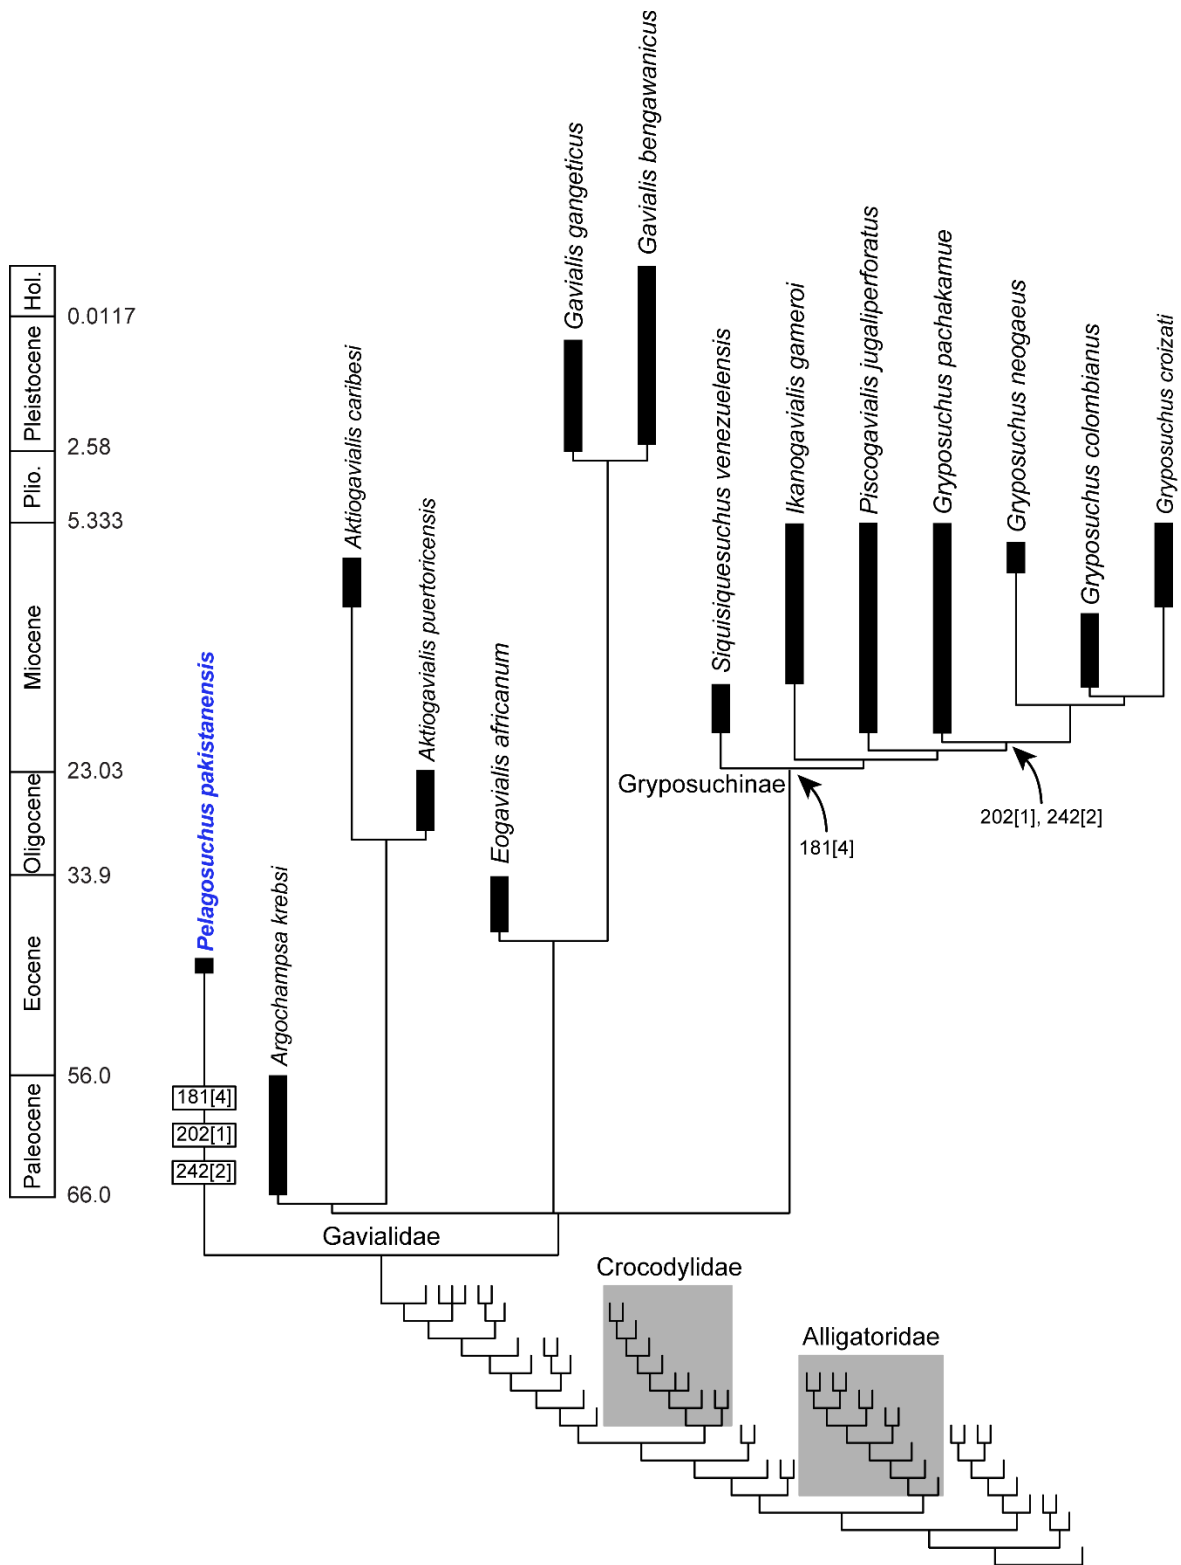 Gavialis bengawanicus
Gavialis gangeticus
Piscogavialis jugaliperforatus
Gryposuchus pachakamue
Ikanogavialis gameroi
Gryposuchus croizati
Gryposuchus neogaeus
Siquisiquesuchus venezuelensis
Aktiogavialis caribesi
Gryposuchus colombianus
Aktiogavialis puertoricensis
Eogavialis africanum
Pelagosuchus pakistanensis
Argochampsa krebsi
Hol.
0.0117
Pleistocene
2.58
Plio.
5.333
Miocene
23.03
Oligocene
33.9
Eocene
56.0
Paleocene
66.0
Gryposuchinae
181[4]
202[1], 242[2]
181[4]
202[1]
242[2]
Gavialidae
Crocodylidae
Alligatoridae